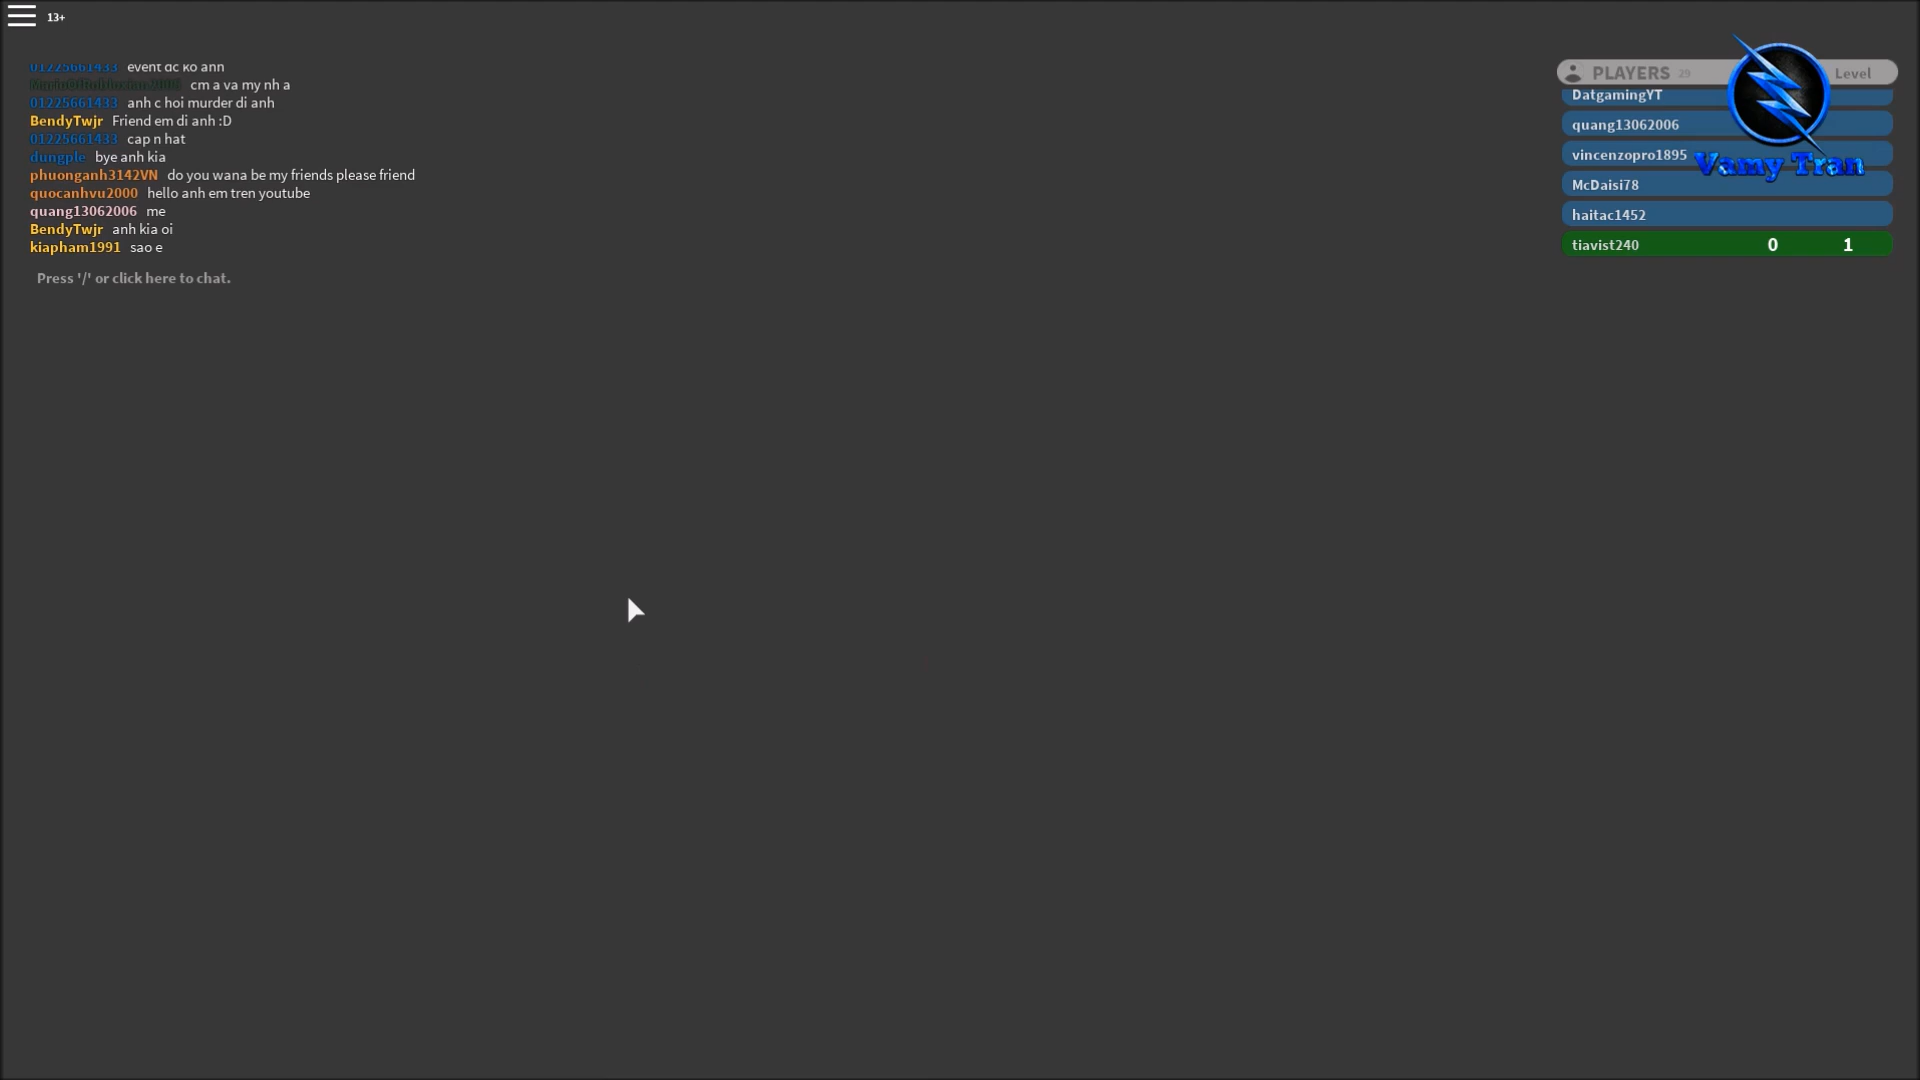 13+
01225661433 event dc ko anh
cm a va my nh a
01225661433 anh c hoi murder di anh
BendyTwjr Friend em di anh :D
01225661433 cap n hat
dungple bye anh kia
phuonganh3142VN do you wana be my friends please friend
quocanhvu2000 hello anh em tren youtube
quang13062006 me
BendyTwjr anh kia oi
kiapham1991 sao e
Press '/' or click here to chat.
PLAYERS 29 Level
DatgamingYT
quang13062006
vincenzopro1895
Vamy Tran
McDaisi78
haitac1452
tiavist240 0 1